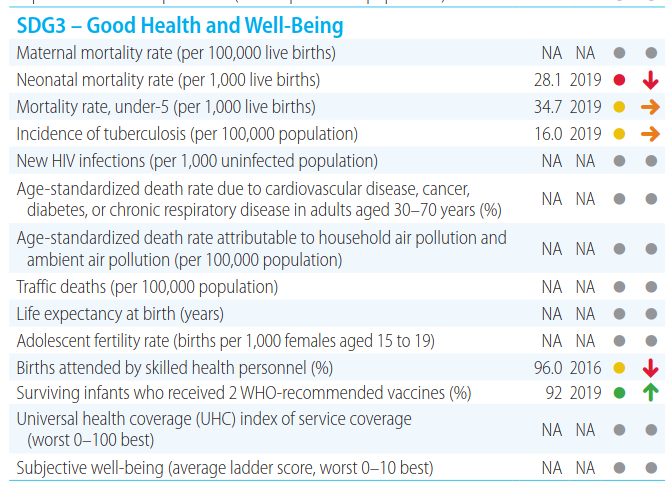 SDG3 – Good Health and Well-Being
Maternal mortality rate (per 100,000 live births) NA NA
Neonatal mortality rate (per 1,000 live births) 28.1 2019
Mortality rate, under-5 (per 1,000 live births) 34.7 2019
Incidence of tuberculosis (per 100,000 population) 16.0 2019
New HIV infections (per 1,000 uninfected population) NA NA
Age-standardized death rate due to cardiovascular disease, cancer,
diabetes, or chronic respiratory disease in adults aged 30–70 years (%) NA NA
Age-standardized death rate attributable to household air pollution and
ambient air pollution (per 100,000 population) NA NA
Traffic deaths (per 100,000 population) NA NA
Life expectancy at birth (years) NA NA
Adolescent fertility rate (births per 1,000 females aged 15 to 19) NA NA
Births attended by skilled health personnel (%) 96.0 2016
Surviving infants who received 2 WHO-recommended vaccines (%) 92 2019
Universal health coverage (UHC) index of service coverage
(worst 0–100 best) NA NA
Subjective well-being (average ladder score, worst 0–10 best) NA NA